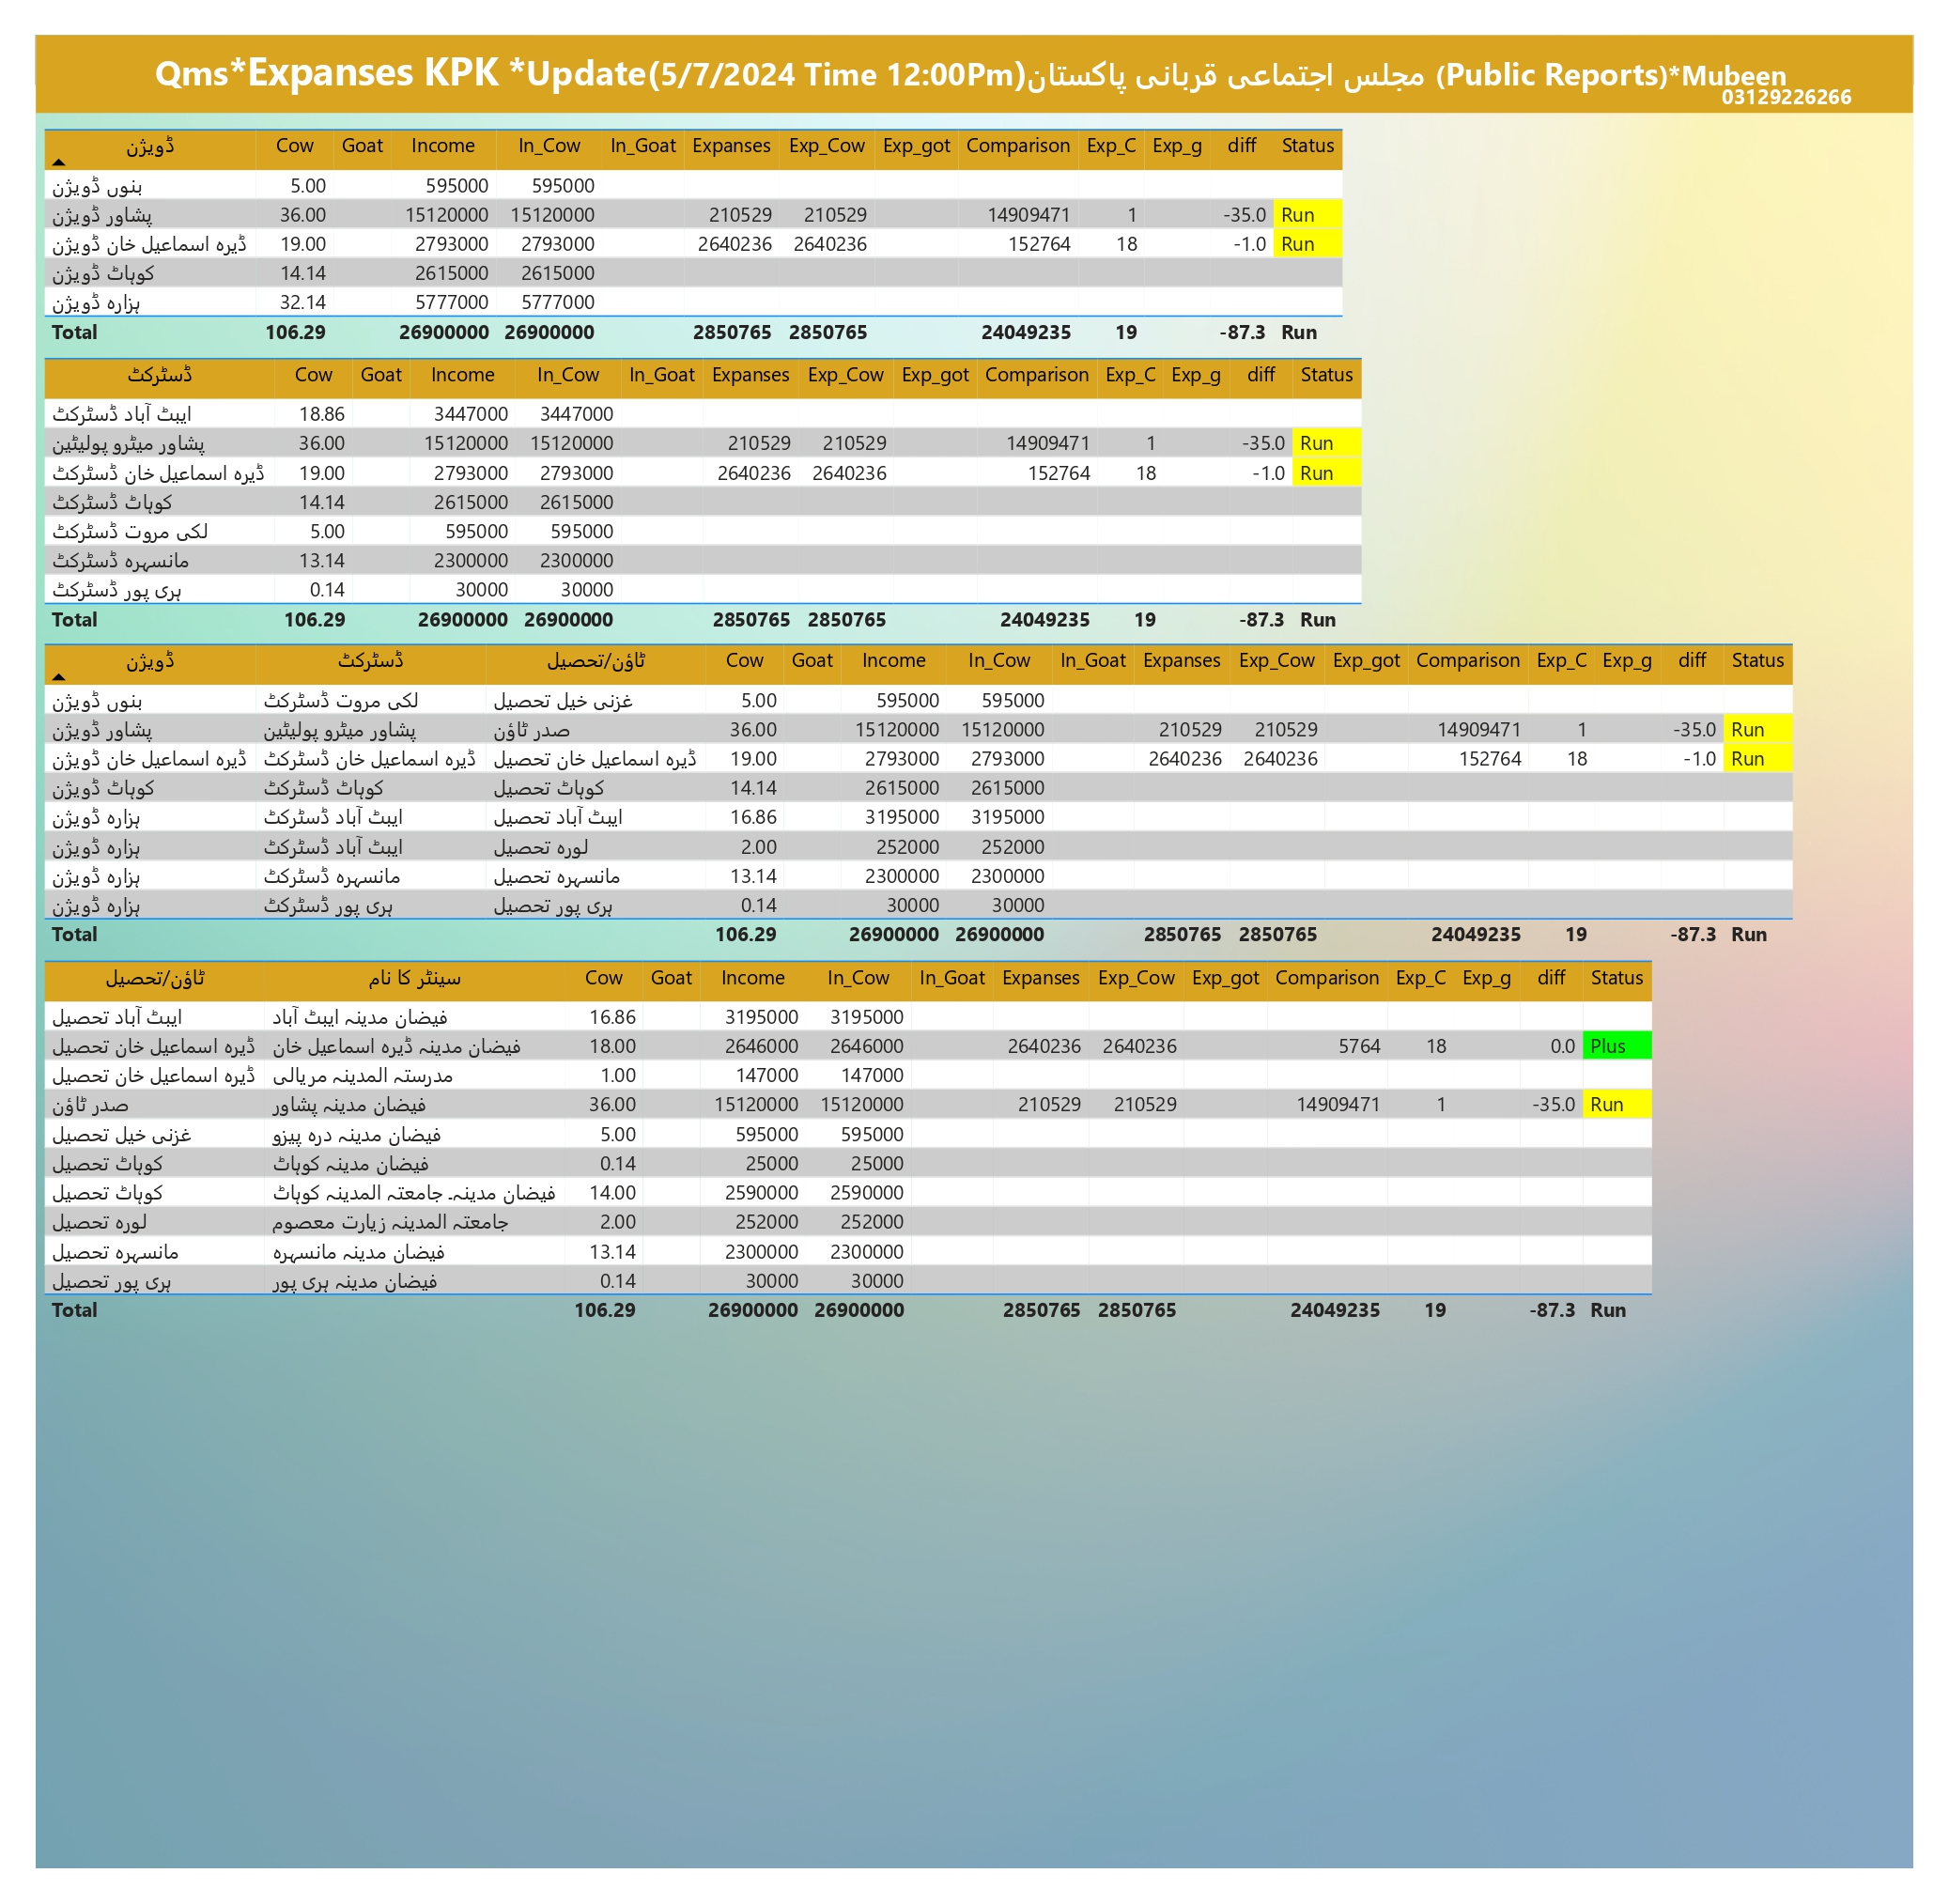 Qms*Expanses KPK *Update(5/7/2024 Time 12:00Pm)مجلس اجتماعی قربانی پاکستان (Public Reports)*Mubeen
03129226266
ڈویژن Cow Goat Income In_Cow In_Goat Expanses Exp_Cow Exp_got Comparison Exp_C Exp_g diff Status
بنوں ڈویژن 5.00 595000 595000
پشاور ڈویژن 36.00 15120000 15120000 210529 210529 14909471 1 -35.0 Run
ڈیرہ اسماعیل خان ڈویژن 19.00 2793000 2793000 2640236 2640236 152764 18 -1.0 Run
کوہاٹ ڈویژن 14.14 2615000 2615000
ہزارہ ڈویژن 32.14 5777000 5777000
Total 106.29 26900000 26900000 2850765 2850765 24049235 19 -87.3 Run
ڈسٹرکٹ Cow Goat Income In_Cow In_Goat Expanses Exp_Cow Exp_got Comparison Exp_C Exp_g diff Status
ایبٹ آباد ڈسٹرکٹ 18.86 3447000 3447000
پشاور میٹرو پولیٹین 36.00 15120000 15120000 210529 210529 14909471 1 -35.0 Run
ڈیرہ اسماعیل خان ڈسٹرکٹ 19.00 2793000 2793000 2640236 2640236 152764 18 -1.0 Run
کوہاٹ ڈسٹرکٹ 14.14 2615000 2615000
لکی مروت ڈسٹرکٹ 5.00 595000 595000
مانسہرہ ڈسٹرکٹ 13.14 2300000 2300000
ہری پور ڈسٹرکٹ 0.14 30000 30000
Total 106.29 26900000 26900000 2850765 2850765 24049235 19 -87.3 Run
ڈویژن ڈسٹرکٹ ٹاؤن/تحصیل Cow Goat Income In_Cow In_Goat Expanses Exp_Cow Exp_got Comparison Exp_C Exp_g diff Status
بنوں ڈویژن لکی مروت ڈسٹرکٹ غزنی خیل تحصیل 5.00 595000 595000
پشاور ڈویژن پشاور میٹرو پولیٹین صدر ٹاؤن 36.00 15120000 15120000 210529 210529 14909471 1 -35.0 Run
ڈیرہ اسماعیل خان ڈویژن ڈیرہ اسماعیل خان ڈسٹرکٹ ڈیرہ اسماعیل خان تحصیل 19.00 2793000 2793000 2640236 2640236 152764 18 -1.0 Run
کوہاٹ ڈویژن کوہاٹ ڈسٹرکٹ کوہاٹ تحصیل 14.14 2615000 2615000
ہزارہ ڈویژن ایبٹ آباد ڈسٹرکٹ ایبٹ آباد تحصیل 16.86 3195000 3195000
ہزارہ ڈویژن ایبٹ آباد ڈسٹرکٹ لورہ تحصیل 2.00 252000 252000
ہزارہ ڈویژن مانسہرہ ڈسٹرکٹ مانسہرہ تحصیل 13.14 2300000 2300000
ہزارہ ڈویژن ہری پور ڈسٹرکٹ ہری پور تحصیل 0.14 30000 30000
Total 106.29 26900000 26900000 2850765 2850765 24049235 19 -87.3 Run
ٹاؤن/تحصیل سینٹر کا نام Cow Goat Income In_Cow In_Goat Expanses Exp_Cow Exp_got Comparison Exp_C Exp_g diff Status
ایبٹ آباد تحصیل فیضان مدینہ ایبٹ آباد 16.86 3195000 3195000
ڈیرہ اسماعیل خان تحصیل فیضان مدینہ ڈیرہ اسماعیل خان 18.00 2646000 2646000 2640236 2640236 5764 18 0.0 Plus
ڈیرہ اسماعیل خان تحصیل مدرستہ المدینہ مریالی 1.00 147000 147000
صدر ٹاؤن فیضان مدینہ پشاور 36.00 15120000 15120000 210529 210529 14909471 1 -35.0 Run
غزنی خیل تحصیل فیضان مدینہ درہ پیزو 5.00 595000 595000
کوہاٹ تحصیل فیضان مدینہ کوہاٹ 0.14 25000 25000
کوہاٹ تحصیل فیضان مدینہ۔ جامعتہ المدینہ کوہاٹ 14.00 2590000 2590000
لورہ تحصیل جامعتہ المدینہ زیارت معصوم 2.00 252000 252000
مانسہرہ تحصیل فیضان مدینہ مانسہرہ 13.14 2300000 2300000
ہری پور تحصیل فیضان مدینہ ہری پور 0.14 30000 30000
Total 106.29 26900000 26900000 2850765 2850765 24049235 19 -87.3 Run